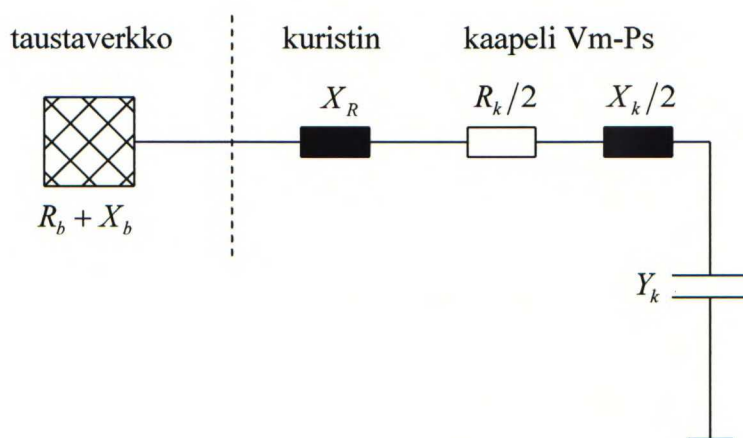 taustaverkko kuristin kaapeli Vm-Ps
X_R R_k/2 X_k/2
R_b + X_b
Y_k